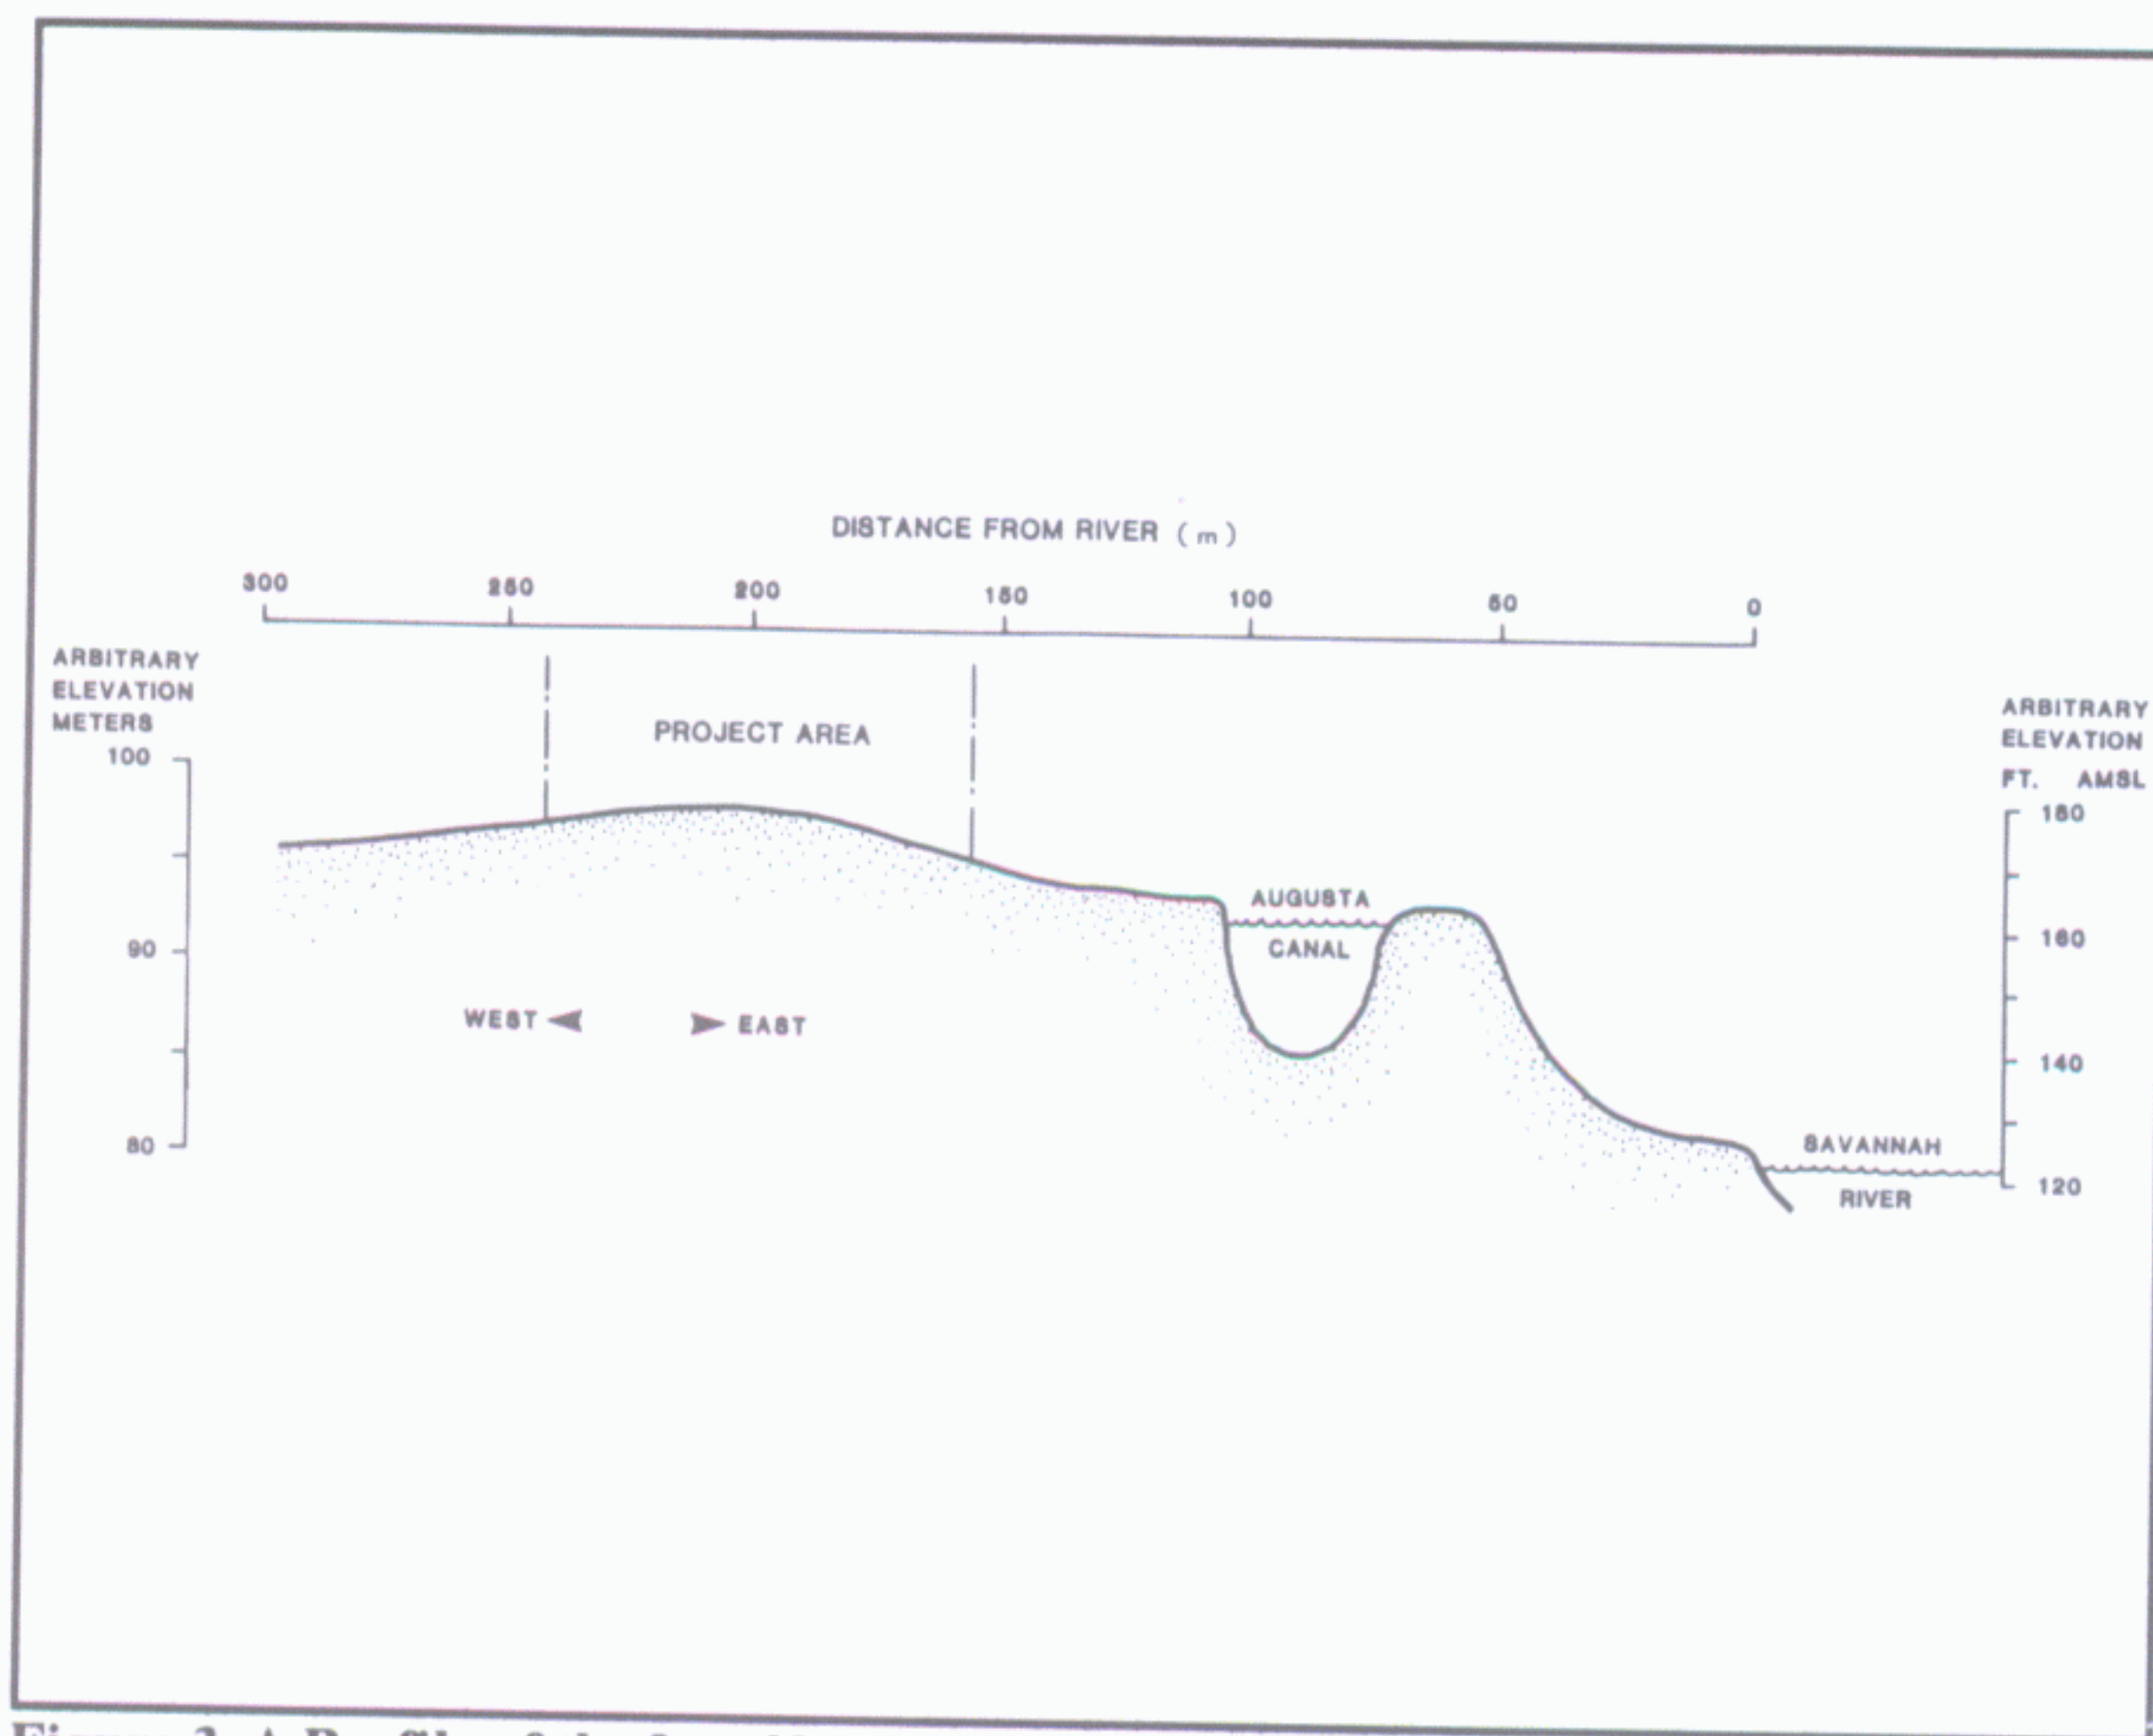 DISTANCE FROM RIVER (m)
300 250 200 150 100 50 0
ARBITRARY
ELEVATION
METERS
100
90
80
PROJECT AREA
WEST EAST
AUGUSTA
CANAL
ARBITRARY
ELEVATION
FT. AMSL
180
160
140
120
SAVANNAH
RIVER